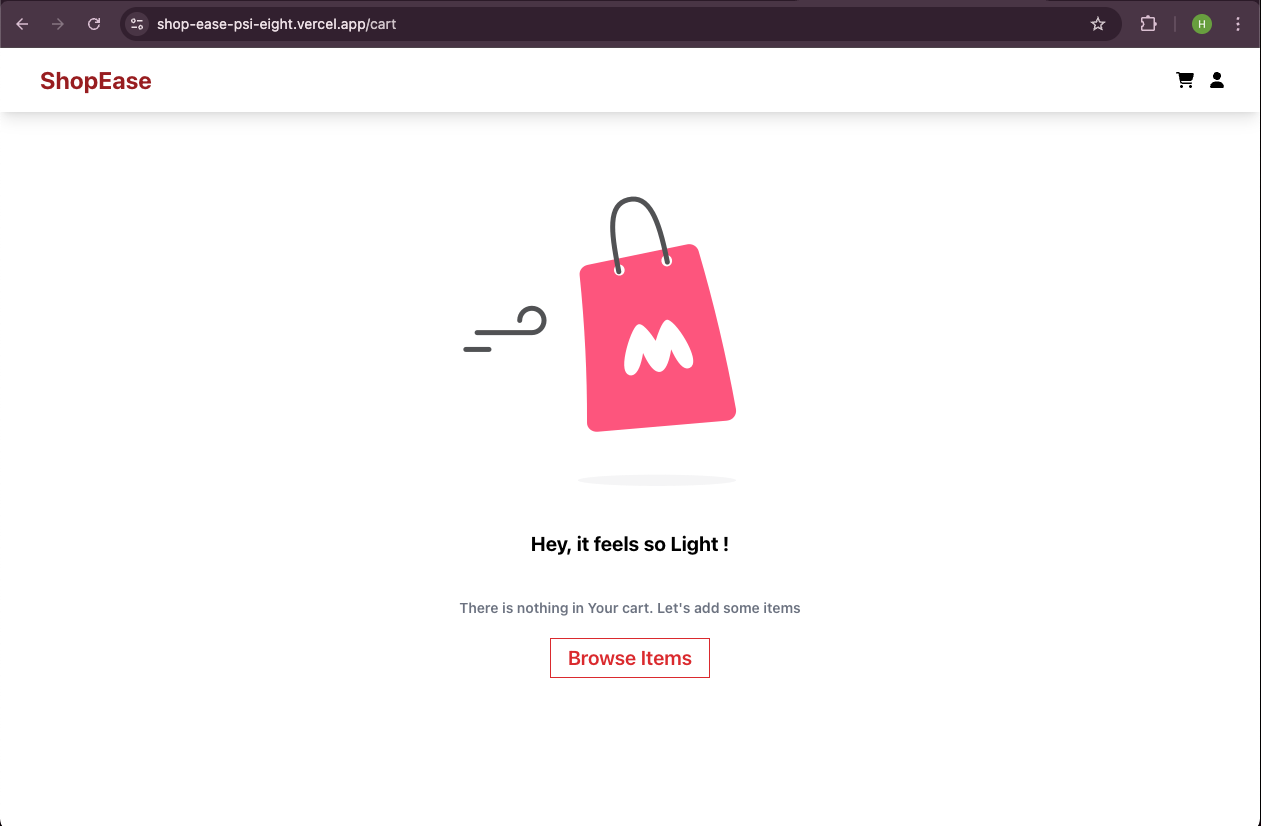 shop-ease-psi-eight.vercel.app/cart
H
ShopEase
M
Hey, it feels so Light !
There is nothing in Your cart. Let's add some items
Browse Items